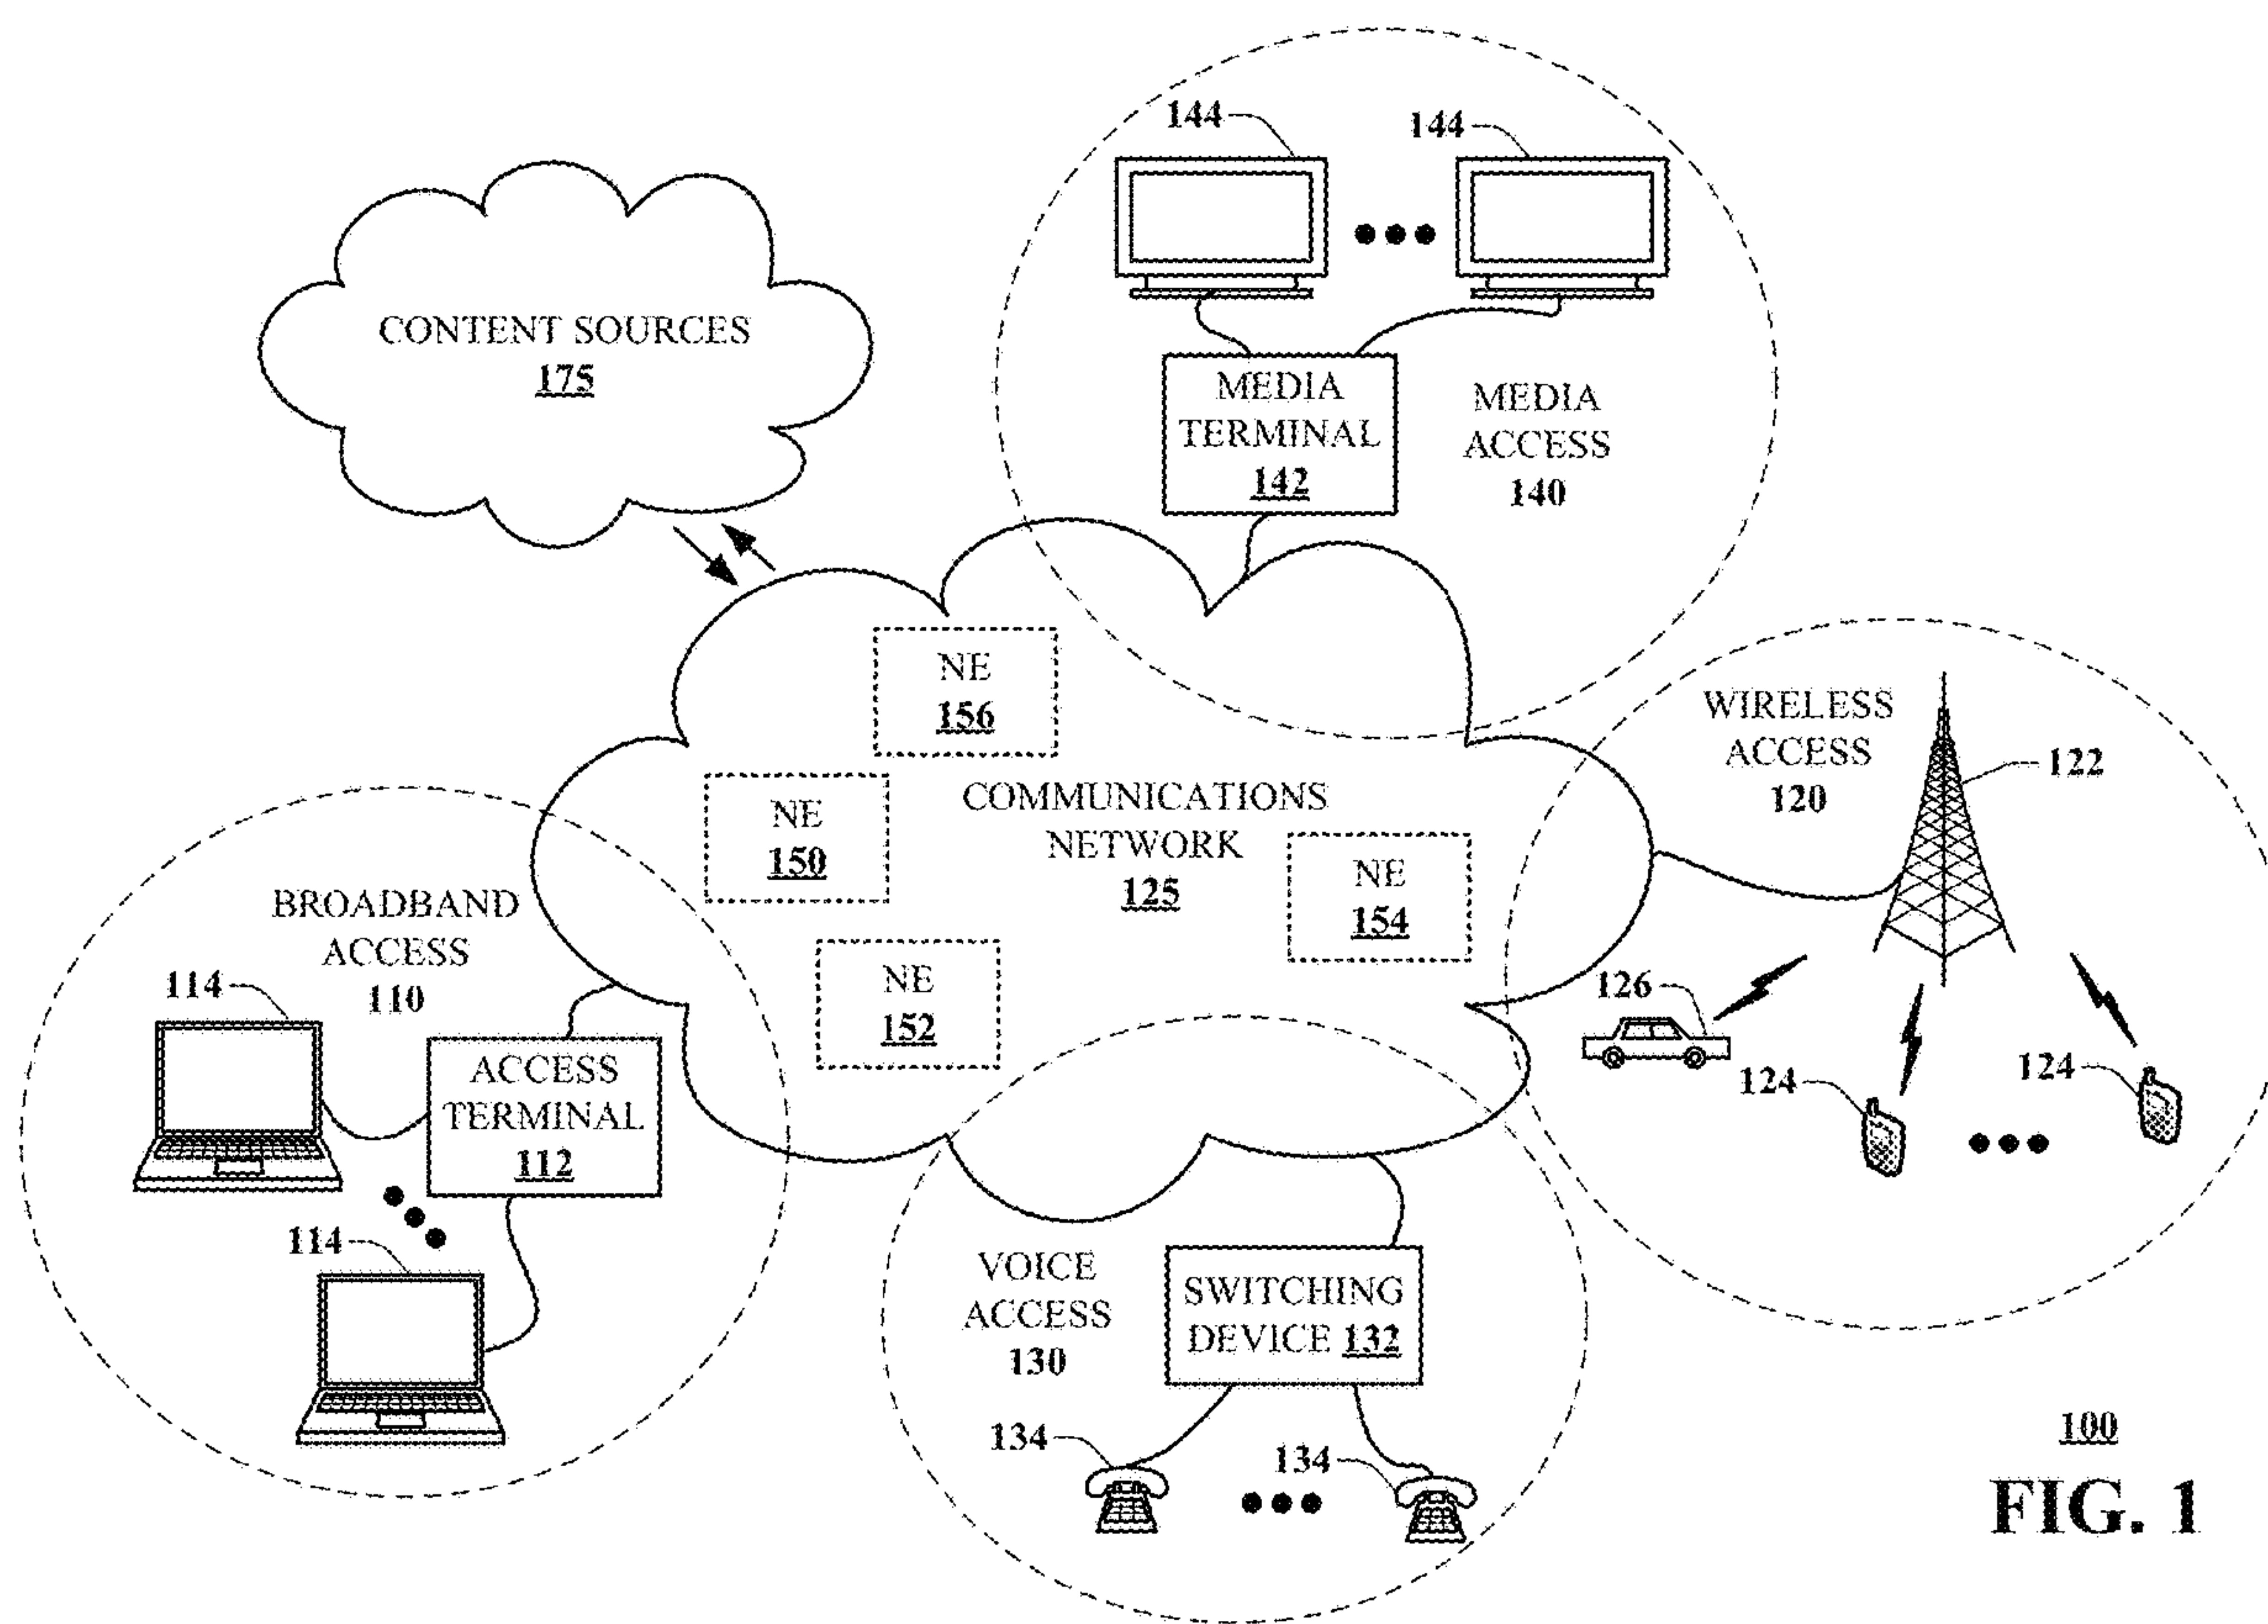 144
144
CONTENT SOURCES
175
MEDIA
TERMINAL
142
MEDIA
ACCESS
140
NE
156
WIRELESS
ACCESS
120
122
NE
150
COMMUNICATIONS
NETWORK
125
NE
154
BROADBAND
ACCESS
110
114
NE
152
126
124
124
ACCESS
TERMINAL
112
114
VOICE
ACCESS
130
SWITCHING
DEVICE 132
134
134
100
FIG. 1